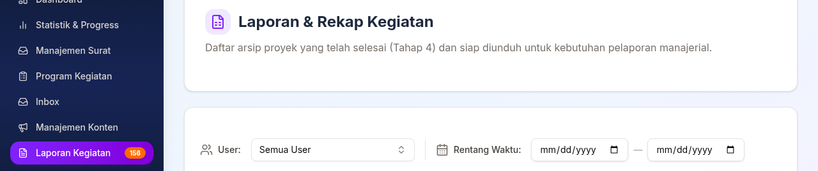 Dashboard
Statistik & Progress
Manajemen Surat
Program Kegiatan
Inbox
Manajemen Konten
Laporan Kegiatan 156
Laporan & Rekap Kegiatan
Daftar arsip proyek yang telah selesai (Tahap 4) dan siap diunduh untuk kebutuhan pelaporan manajerial.
User: Semua User Rentang Waktu: mm/dd/yyyy — mm/dd/yyyy